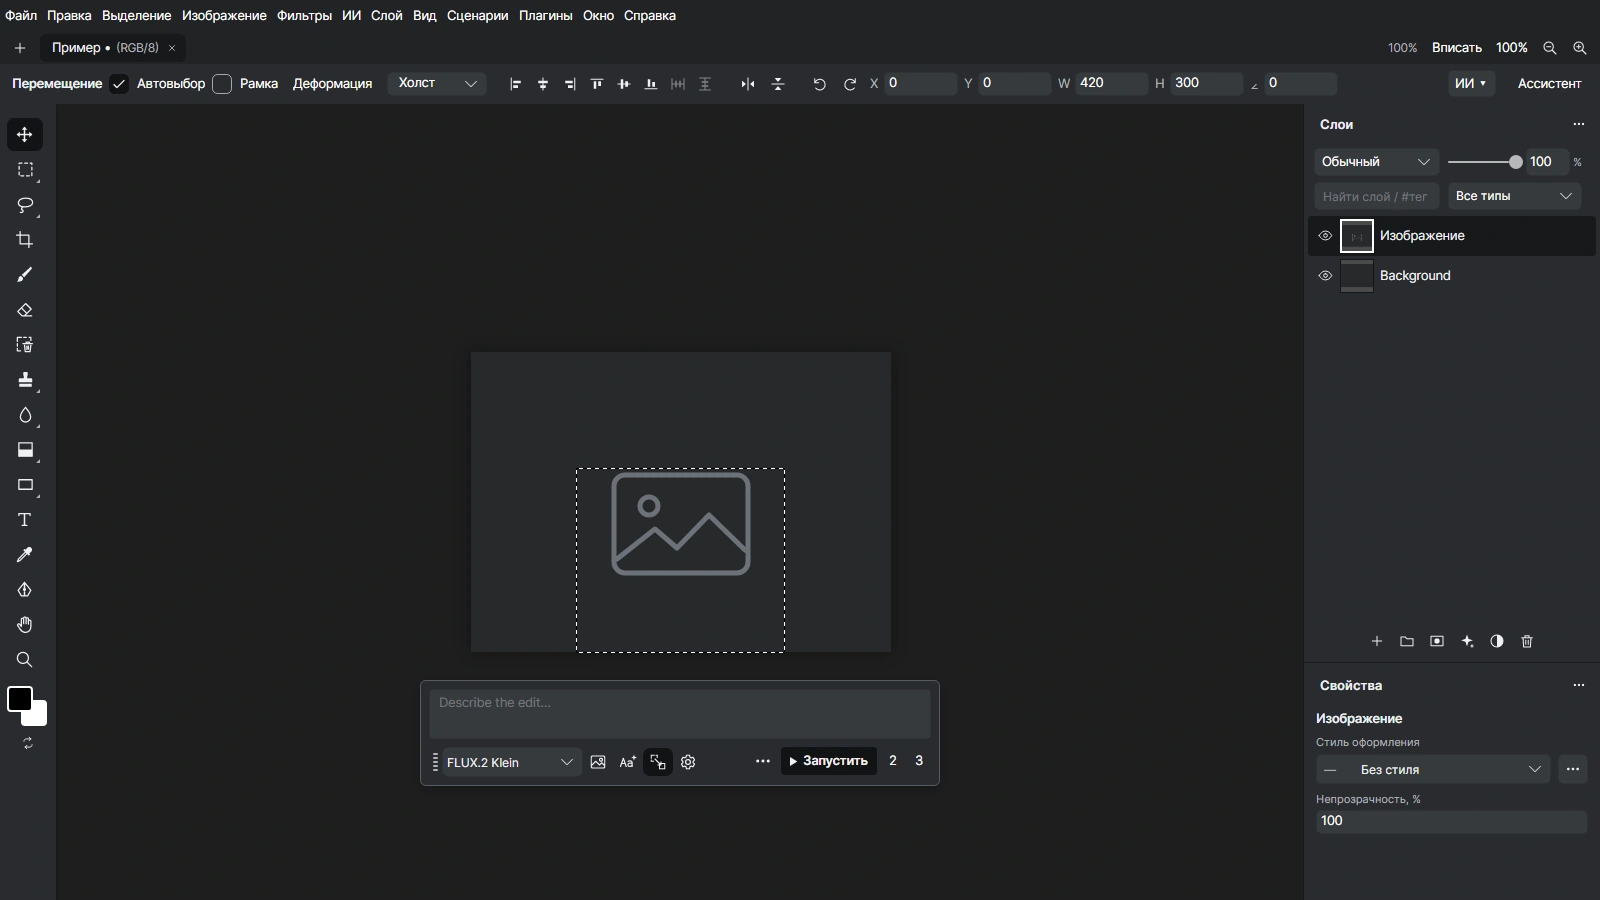 Файл Правка Выделение Изображение Фильтры ИИ Слой Вид Сценарии Плагины Окно Справка
Пример • (RGB/8) × 100% Вписать 100%
Перемещение Автовыбор Рамка Деформация Холст X 0 Y 0 W 420 H 300 ∠ 0 ИИ Ассистент
Слои
Обычный 100 %
Найти слой / #тег Все типы
Изображение
Background
Describe the edit...
FLUX.2 Klein Aa+ Запустить 2 3
Свойства
Изображение
Стиль оформления
— Без стиля
Непрозрачность, %
100